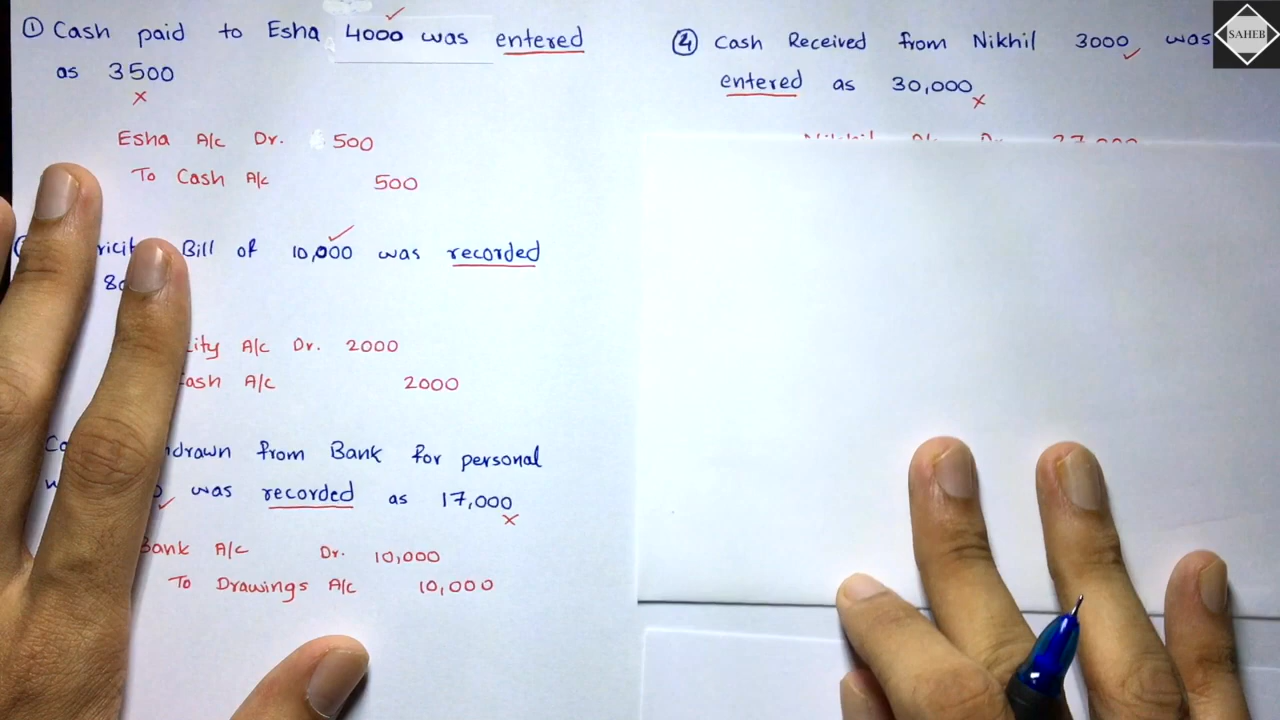 ① Cash paid to Esha 4000 was entered
as 3500
Esha A/c Dr. 500
To Cash A/c 500
Bill of 10,000 was recorded
Dr. 2000
A/c
Cash A/c 2000
from Bank for personal
was recorded as 17,000
Bank A/c Dr. 10,000
To Drawings A/c 10,000
④ Cash Received from Nikhil 3000 was
entered as 30,000
SAHEB